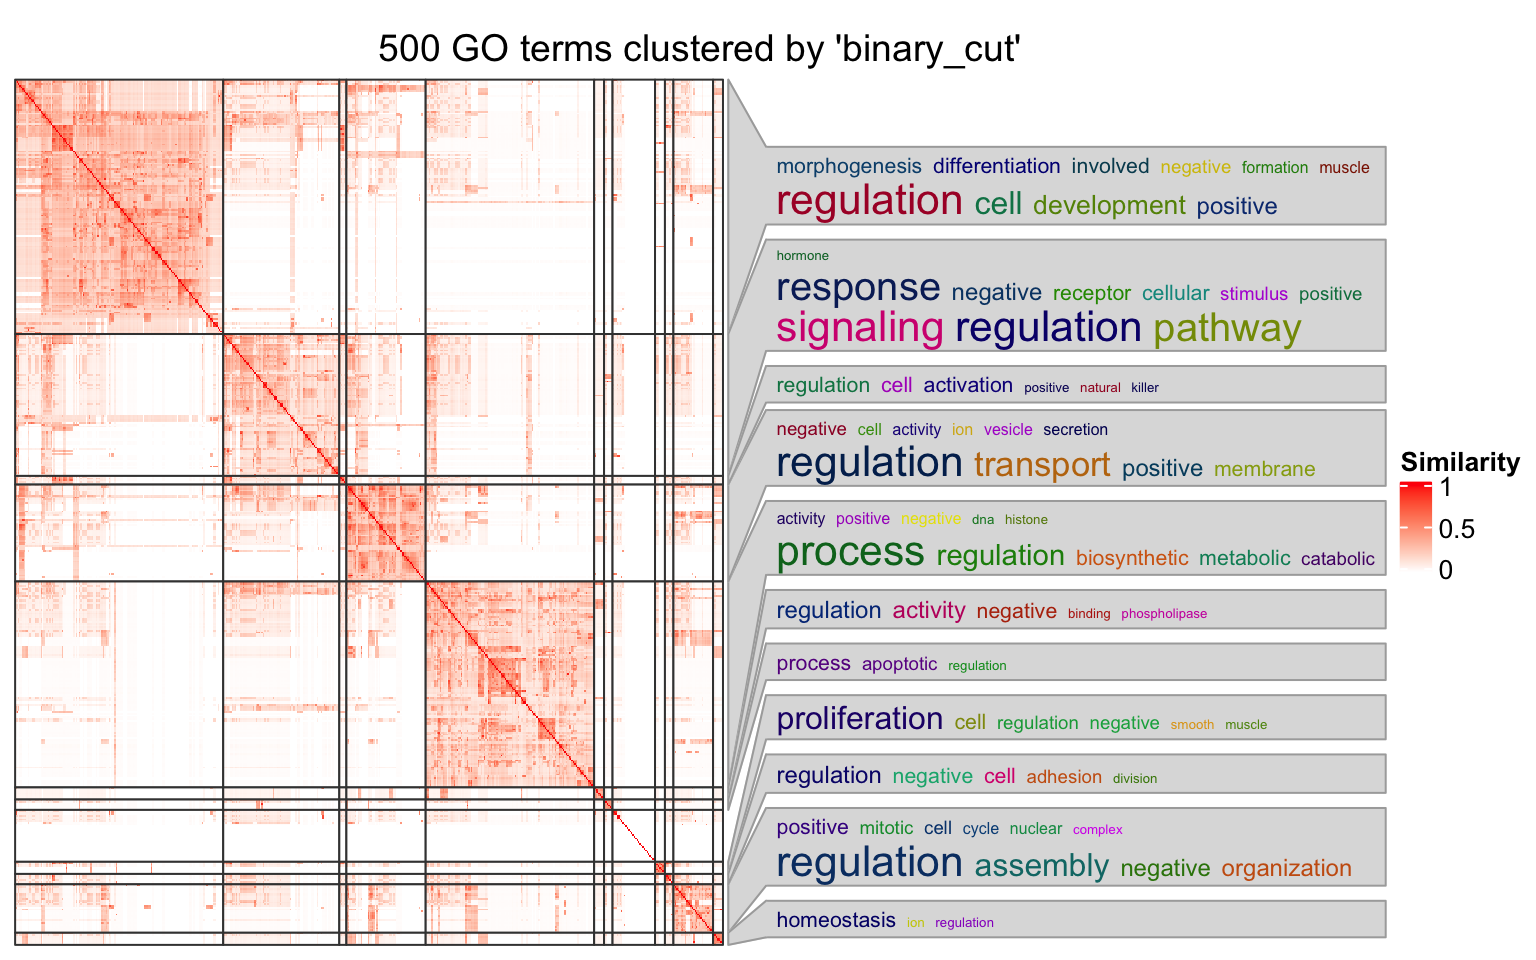 500 GO terms clustered by 'binary_cut'
morphogenesis differentiation involved negative formation muscle
regulation cell development positive
hormone
response negative receptor cellular stimulus positive
signaling regulation pathway
regulation cell activation positive natural killer
negative cell activity ion vesicle secretion
regulation transport positive membrane
activity positive negative dna histone
process regulation biosynthetic metabolic catabolic
regulation activity negative binding phospholipase
process apoptotic regulation
proliferation cell regulation negative smooth muscle
regulation negative cell adhesion division
positive mitotic cell cycle nuclear complex
regulation assembly negative organization
homeostasis ion regulation
Similarity
1
0.5
0